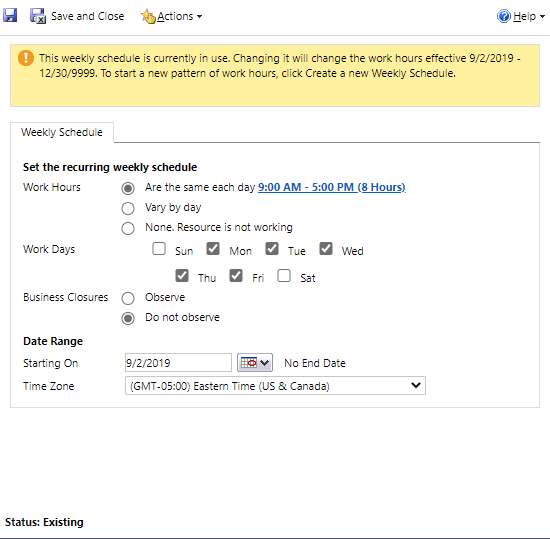 Save and Close Actions Help
This weekly schedule is currently in use. Changing it will change the work hours effective 9/2/2019 -
12/30/9999. To start a new pattern of work hours, click Create a new Weekly Schedule.
Weekly Schedule
Set the recurring weekly schedule
Work Hours Are the same each day 9:00 AM - 5:00 PM (8 Hours)
Vary by day
None. Resource is not working
Work Days Sun Mon Tue Wed
Thu Fri Sat
Business Closures Observe
Do not observe
Date Range
Starting On 9/2/2019 No End Date
Time Zone (GMT-05:00) Eastern Time (US & Canada)
Status: Existing